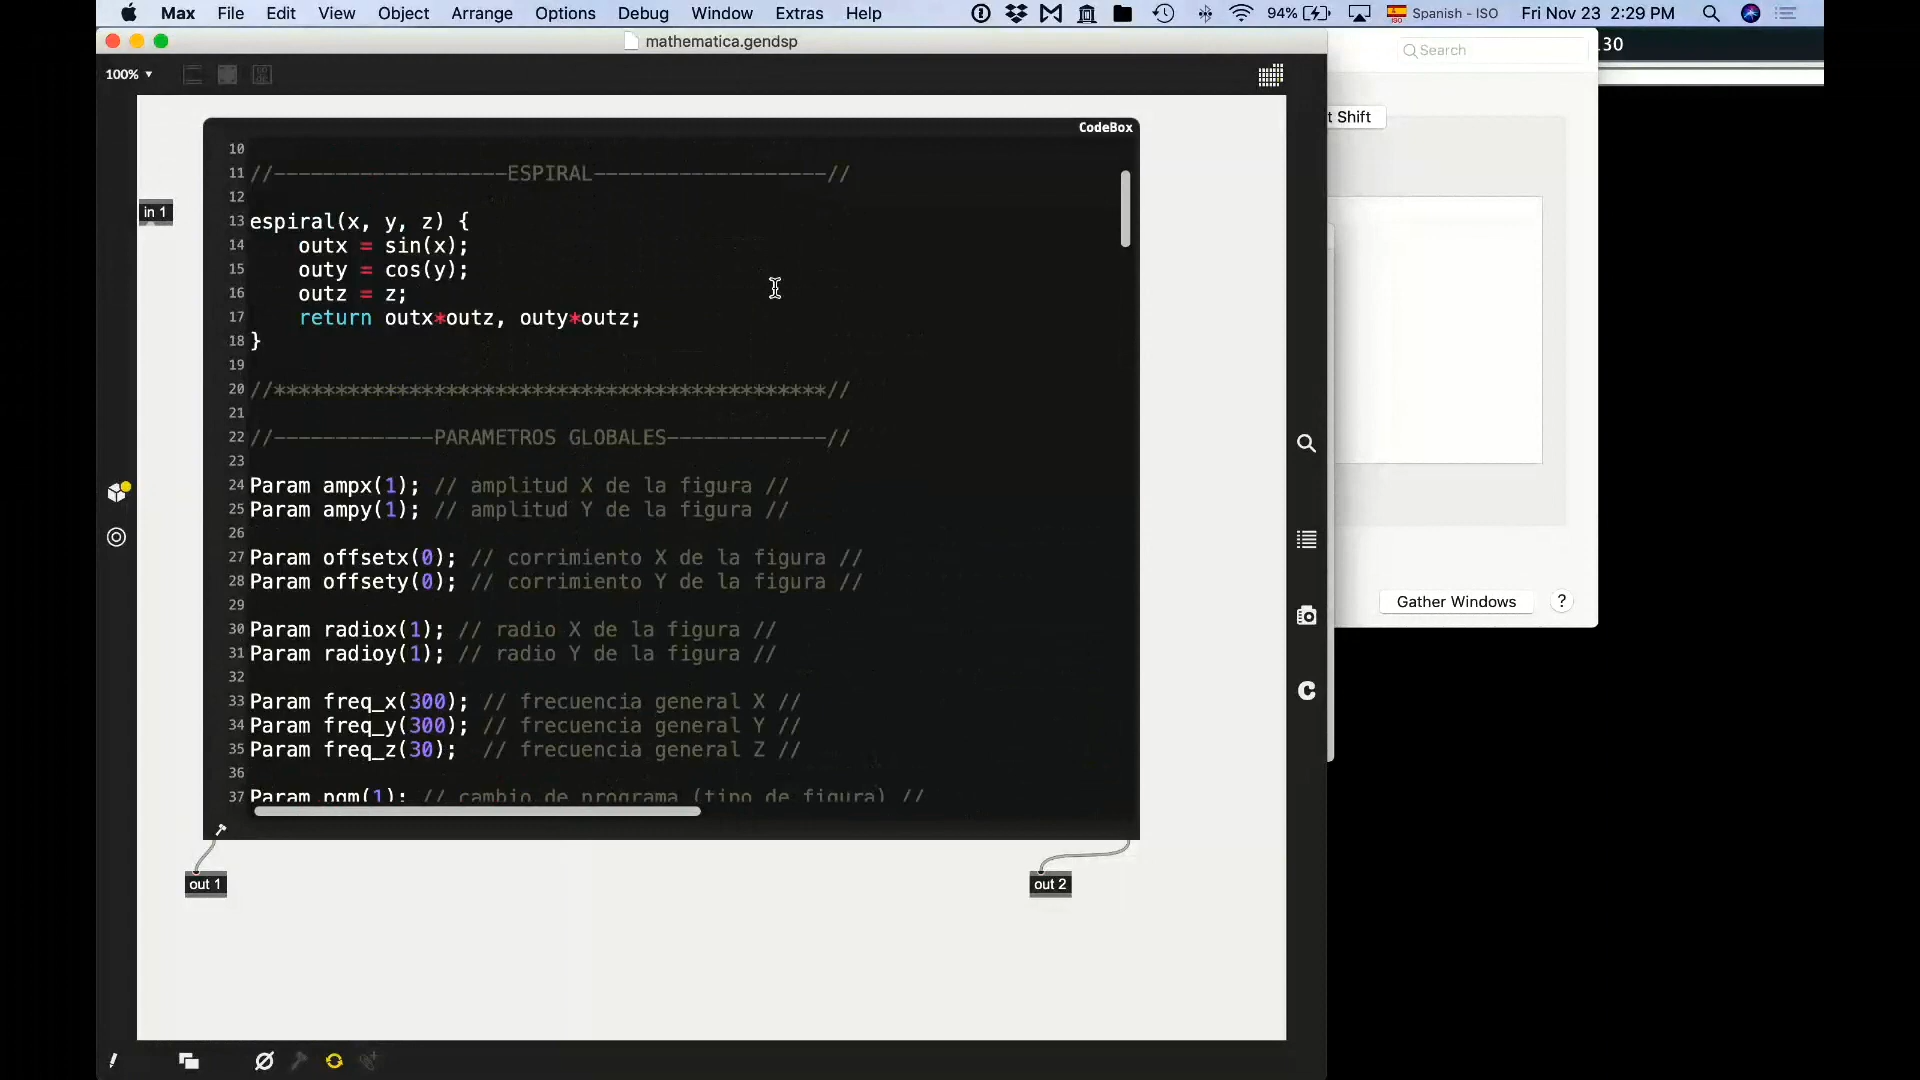 Max File Edit View Object Arrange Options Debug Window Extras Help 94% Spanish - ISO Fri Nov 23 2:29 PM
mathematica.gendsp
Search
30
100%
t Shift
CodeBox
in 1
10
11 //-------------------ESPIRAL-------------------//
12
13 espiral(x, y, z) {
14 outx = sin(x);
15 outy = cos(y);
16 outz = z;
17 return outx*outz, outy*outz;
18 }
19
20 //*********************************************//
21
22 //-------------PARAMETROS GLOBALES-------------//
23
24 Param ampx(1); // amplitud X de la figura //
25 Param ampy(1); // amplitud Y de la figura //
26
27 Param offsetx(0); // corrimiento X de la figura //
28 Param offsety(0); // corrimiento Y de la figura //
29
30 Param radiox(1); // radio X de la figura //
31 Param radioy(1); // radio Y de la figura //
32
33 Param freq_x(300); // frecuencia general X //
34 Param freq_y(300); // frecuencia general Y //
35 Param freq_z(30); // frecuencia general Z //
36
37 Param pgm(1); // cambio de programa (tipo de figura) //
Gather Windows ?
C
out 1
out 2